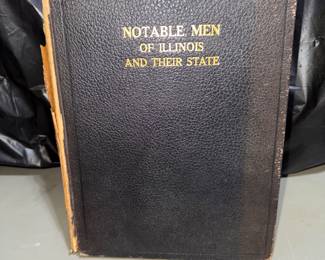 NOTABLE MEN
OF ILLINOIS
AND THEIR STATE